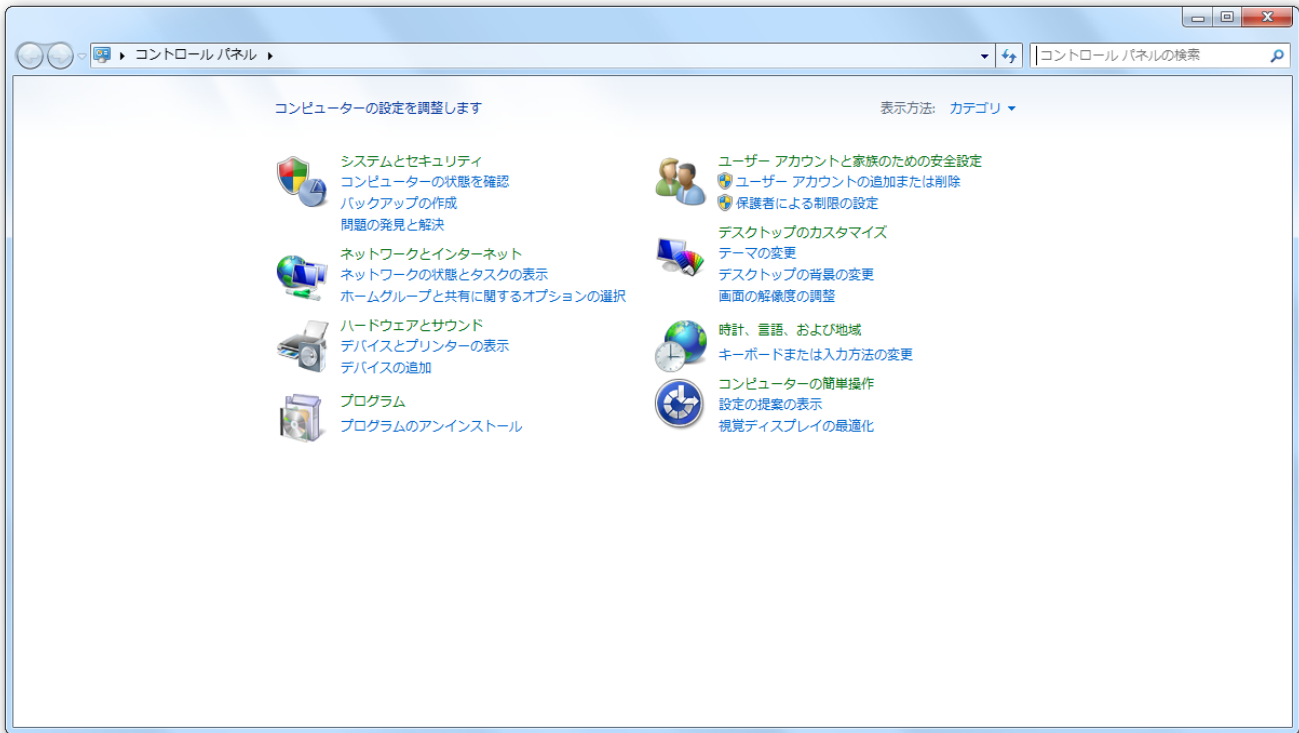 コントロール パネル
コントロール パネルの検索
コンピューターの設定を調整します
表示方法: カテゴリ
システムとセキュリティ
コンピューターの状態を確認
バックアップの作成
問題の発見と解決
ネットワークとインターネット
ネットワークの状態とタスクの表示
ホームグループと共有に関するオプションの選択
ハードウェアとサウンド
デバイスとプリンターの表示
デバイスの追加
プログラム
プログラムのアンインストール
ユーザー アカウントと家族のための安全設定
ユーザー アカウントの追加または削除
保護者による制限の設定
デスクトップのカスタマイズ
テーマの変更
デスクトップの背景の変更
画面の解像度の調整
時計、言語、および地域
キーボードまたは入力方法の変更
コンピューターの簡単操作
設定の提案の表示
視覚ディスプレイの最適化